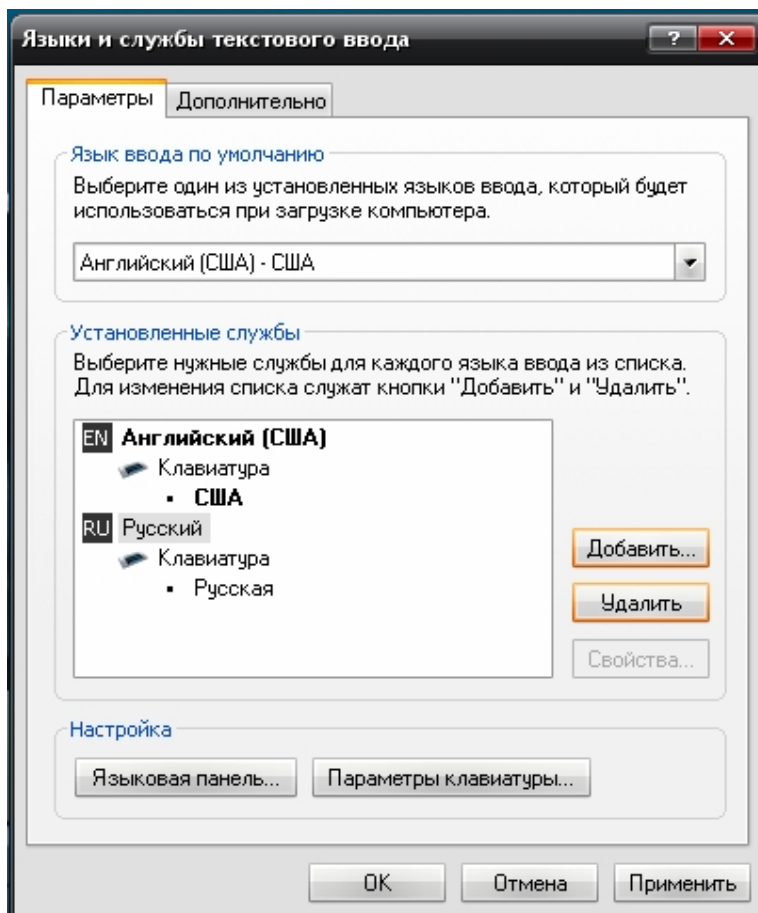 Языки и службы текстового ввода
Параметры
Дополнительно
Язык ввода по умолчанию
Выберите один из установленных языков ввода, который будет
использоваться при загрузке компьютера.
Английский (США) - США
Установленные службы
Выберите нужные службы для каждого языка ввода из списка.
Для изменения списка служат кнопки "Добавить" и "Удалить".
EN Английский (США)
Клавиатура
• США
RU Русский
Клавиатура
• Русская
Добавить...
Удалить
Свойства...
Настройка
Языковая панель...
Параметры клавиатуры...
OK
Отмена
Применить